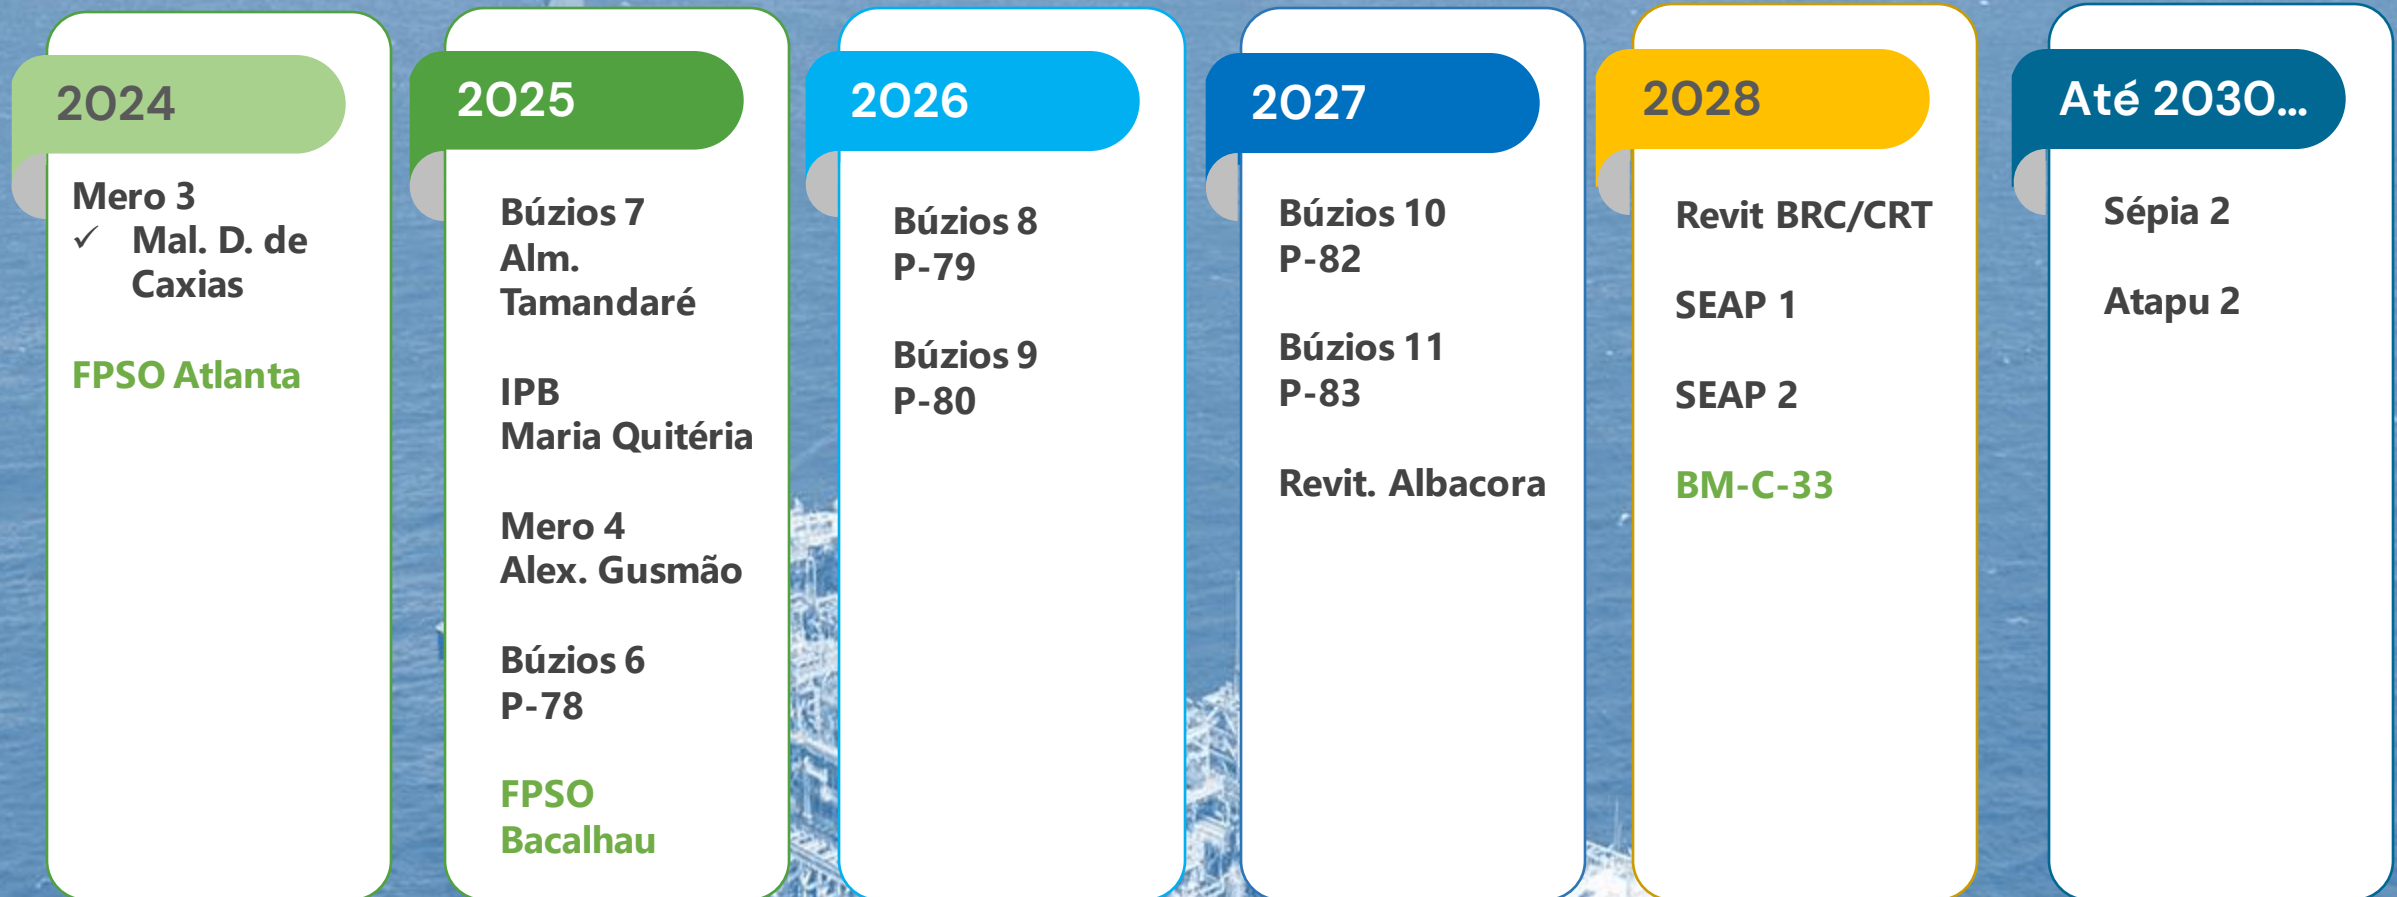 2024
Mero 3
✓ Mal. D. de
Caxias
FPSO Atlanta
2025
Búzios 7
Alm.
Tamandaré
IPB
Maria Quitéria
Mero 4
Alex. Gusmão
Búzios 6
P-78
FPSO
Bacalhau
2026
Búzios 8
P-79
Búzios 9
P-80
2027
Búzios 10
P-82
Búzios 11
P-83
Revit. Albacora
2028
Revit BRC/CRT
SEAP 1
SEAP 2
BM-C-33
Até 2030...
Sépia 2
Atapu 2